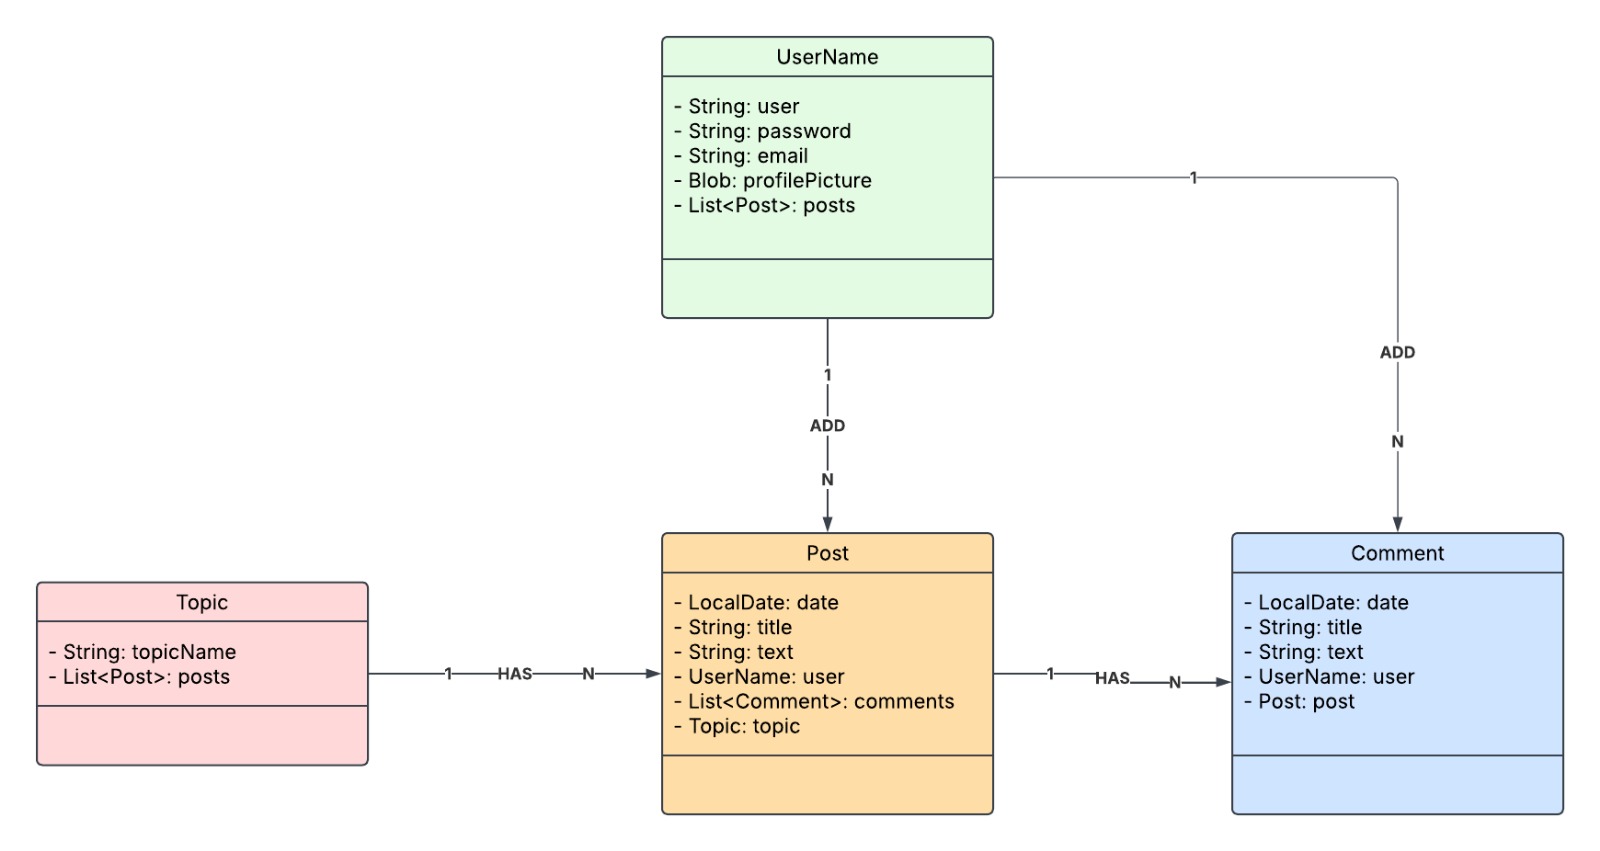 UserName
- String: user
- String: password
- String: email
- Blob: profilePicture
- List<Post>: posts
1
ADD
N
1
ADD
N
Topic
- String: topicName
- List<Post>: posts
1
HAS
N
Post
- LocalDate: date
- String: title
- String: text
- UserName: user
- List<Comment>: comments
- Topic: topic
1
HAS
N
Comment
- LocalDate: date
- String: title
- String: text
- UserName: user
- Post: post